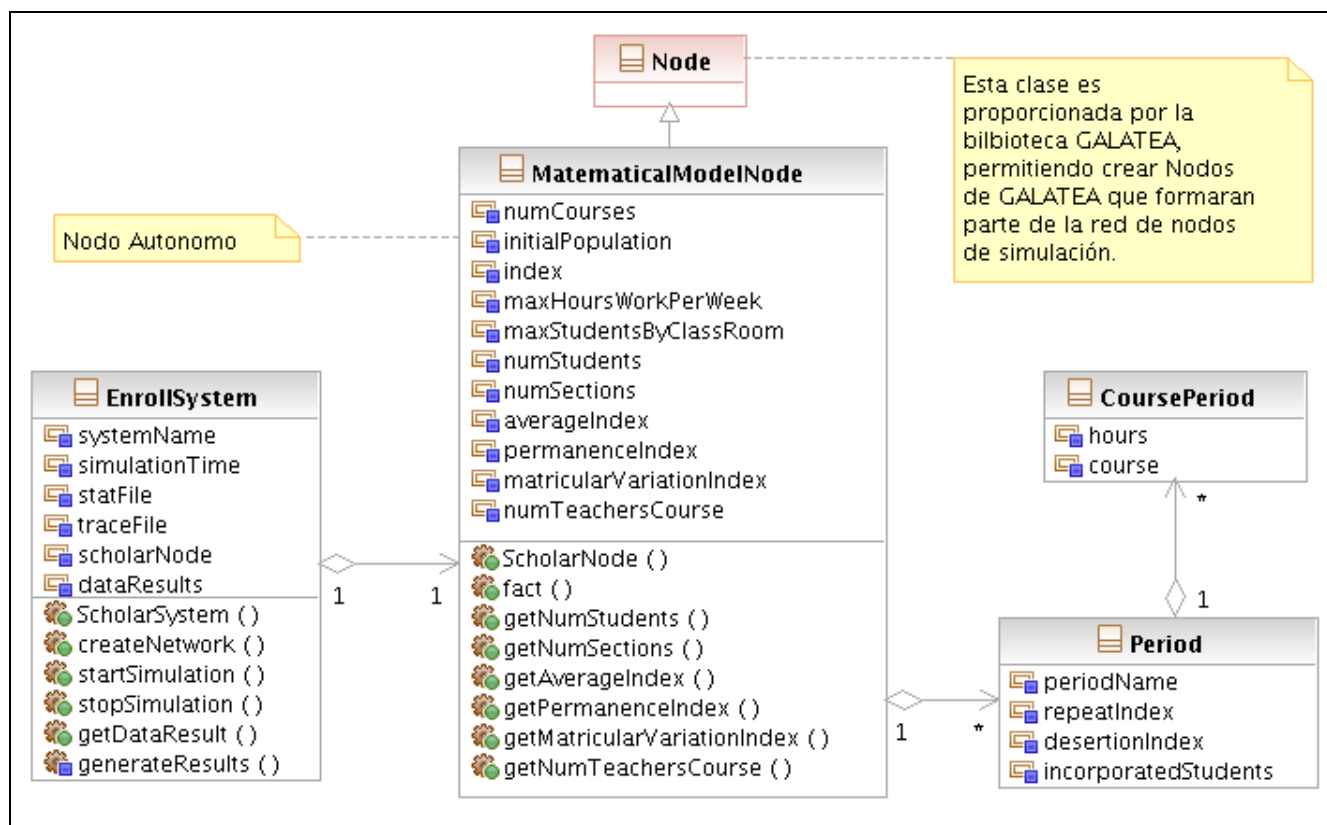 Node
Esta clase es
proporcionada por la
bilbioteca GALATEA,
permitiendo crear Nodos
de GALATEA que formaran
parte de la red de nodos
de simulación.
Nodo Autonomo
MatematicalModelNode
numCourses
initialPopulation
index
maxHoursWorkPerWeek
maxStudentsByClassRoom
numStudents
numSections
averageIndex
permanenceIndex
matricularVariationIndex
numTeachersCourse
ScholarNode ( )
fact ( )
getNumStudents ( )
getNumSections ( )
getAverageIndex ( )
getPermanenceIndex ( )
getMatricularVariationIndex ( )
getNumTeachersCourse ( )
EnrollSystem
systemName
simulationTime
statFile
traceFile
scholarNode
dataResults
ScholarSystem ( )
createNetwork ( )
startSimulation ( )
stopSimulation ( )
getDataResult ( )
generateResults ( )
1
1
CoursePeriod
hours
course
*
1
Period
periodName
repeatIndex
desertionIndex
incorporatedStudents
1
*